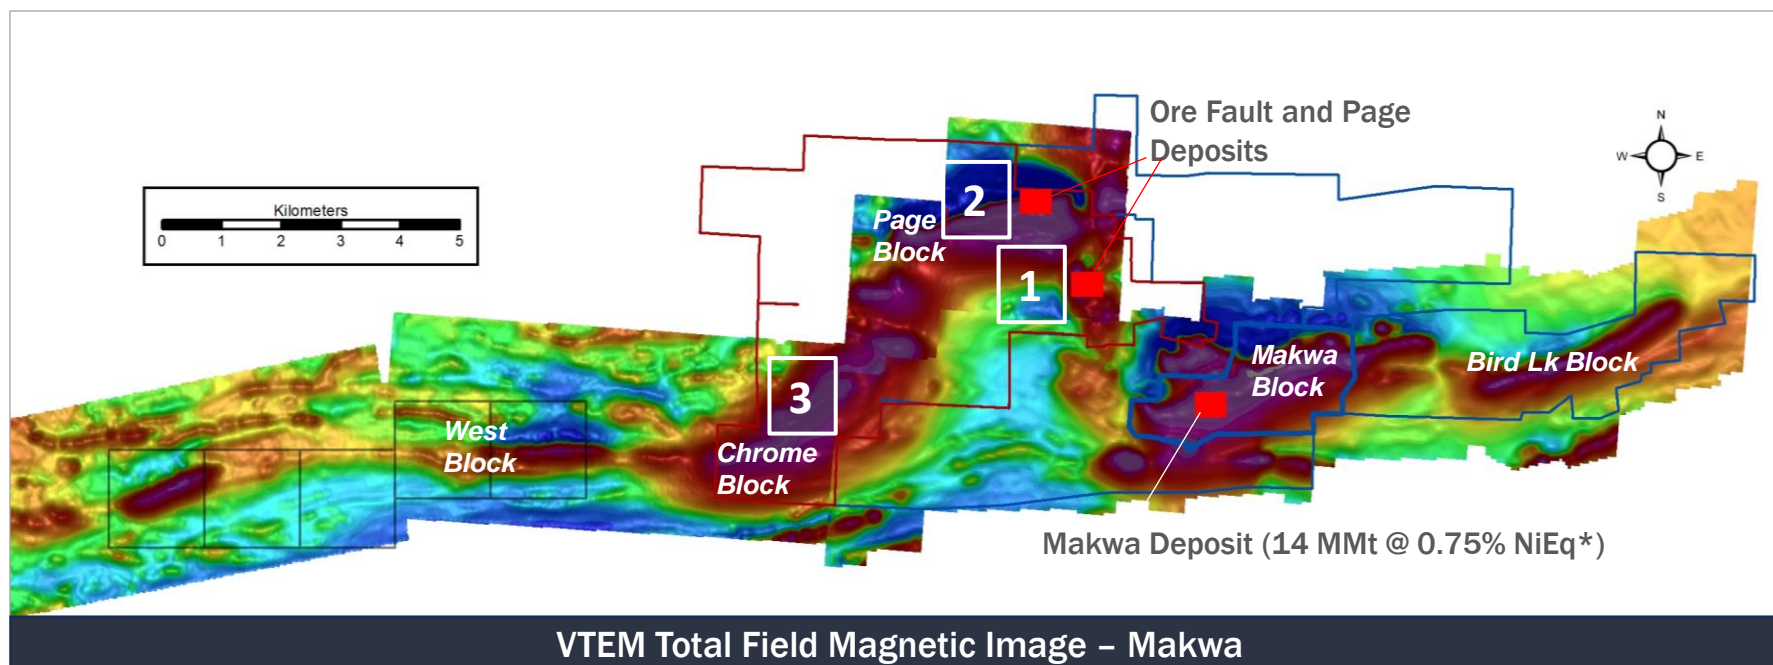 Ore Fault and Page
Deposits
N
W
E
S
Kilometers
0 1 2 3 4 5
2
Page
Block
1
Makwa
Block
Bird Lk Block
3
West
Block
Chrome
Block
Makwa Deposit (14 MMt @ 0.75% NiEq*)
VTEM Total Field Magnetic Image – Makwa